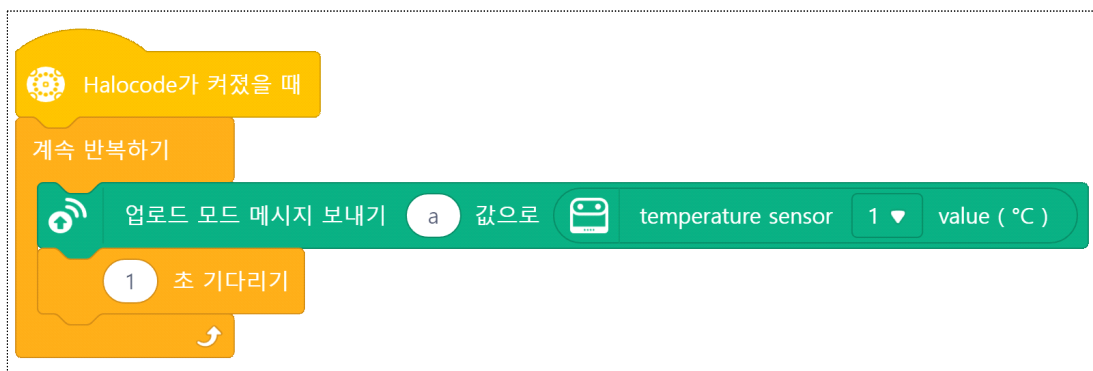 Halocode가 켜졌을 때
계속 반복하기
업로드 모드 메시지 보내기 a 값으로 temperature sensor 1 value ( °C )
1 초 기다리기